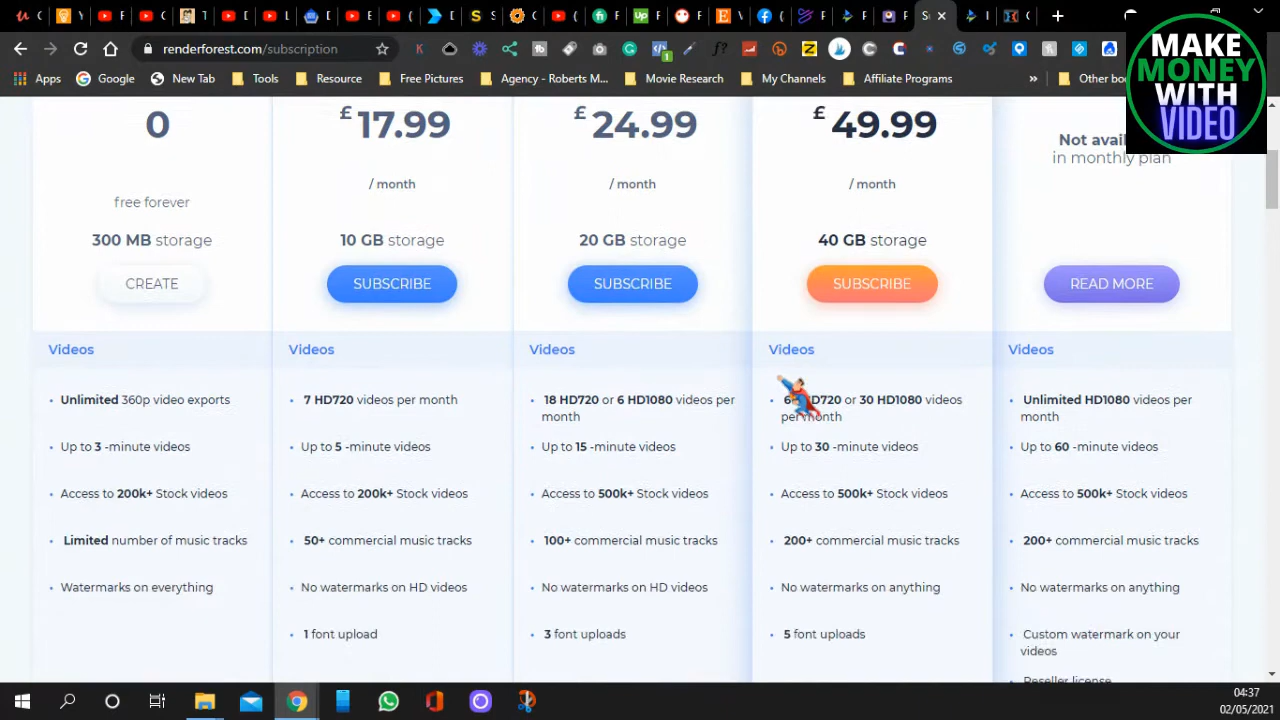 renderforest.com/subscription
Apps
Google
New Tab
Tools
Resource
Free Pictures
Agency - Roberts M...
Movie Research
My Channels
Affiliate Programs
»
MAKE
MONEY
WITH
VIDEO
0
free forever
300 MB storage
CREATE
£ 17.99
/ month
10 GB storage
SUBSCRIBE
£ 24.99
/ month
20 GB storage
SUBSCRIBE
£ 49.99
/ month
40 GB storage
SUBSCRIBE
Not
in monthly plan
READ MORE
Videos
• Unlimited 360p video exports
• Up to 3 -minute videos
Access to 200k+ Stock videos
• Limited number of music tracks
Watermarks on everything
Videos
• 7 HD720 videos per month
• Up to 5 -minute videos
• Access to 200k+ Stock videos
• 50+ commercial music tracks
• No watermarks on HD videos
• 1 font upload
Videos
• 18 HD720 or 6 HD1080 videos per
month
• Up to 15 -minute videos
• Access to 500k+ Stock videos
• 100+ commercial music tracks
• No watermarks on HD videos
• 3 font uploads
Videos
• HD720 or 30 HD1080 videos
per month
• Up to 30 -minute videos
• Access to 500k+ Stock videos
• 200+ commercial music tracks
• No watermarks on anything
• 5 font uploads
Videos
• Unlimited HD1080 videos per
month
• Up to 60 -minute videos
• Access to 500k+ Stock videos
• 200+ commercial music tracks
• No watermarks on anything
• Custom watermark on your
videos
• Reseller license
04:37
02/05/2021